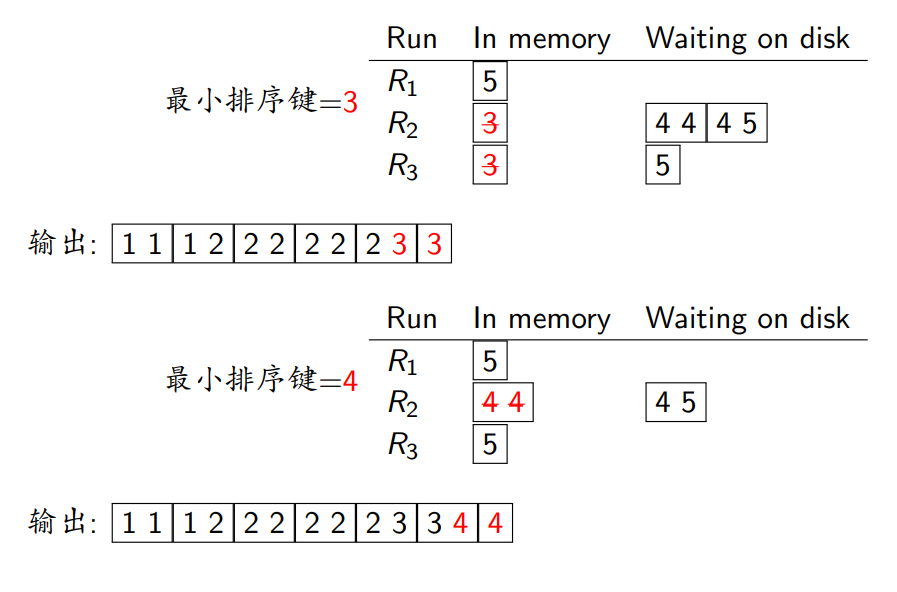 Run In memory Waiting on disk
最小排序键=3
R1 5
R2 3 4 4 4 5
R3 3 5
输出: 1 1 1 2 2 2 2 2 2 3 3
Run In memory Waiting on disk
最小排序键=4
R1 5
R2 4 4 4 5
R3 5
输出: 1 1 1 2 2 2 2 2 2 3 3 4 4